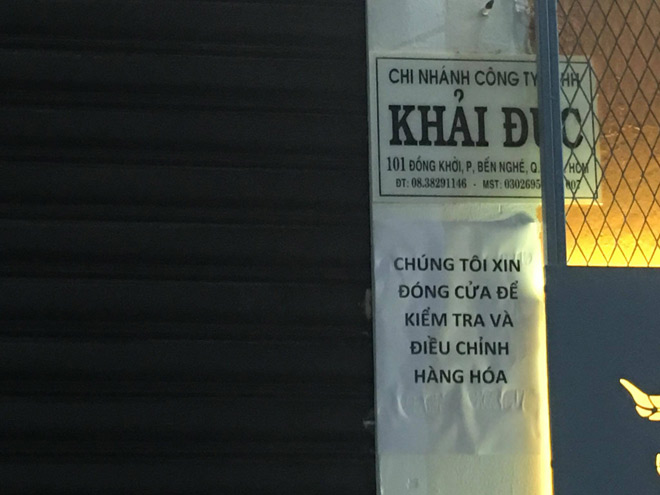 CHI NHÁNH CÔNG TY
KHẢI ĐỨC
101 ĐỒNG KHỞI, P, BẾN NGHÉ, Q.
ĐT: 08.38291146 - MST:
CHÚNG TÔI XIN
ĐÓNG CỬA ĐỂ
KIỂM TRA VÀ
ĐIỀU CHỈNH
HÀNG HÓA